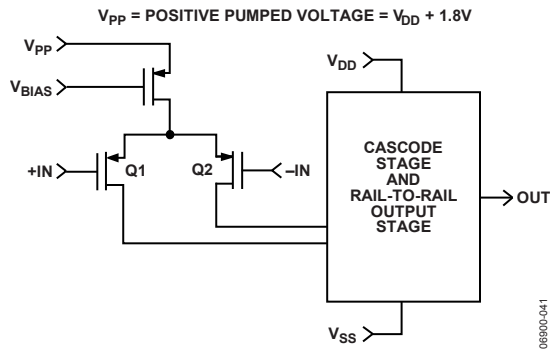 VPP = POSITIVE PUMPED VOLTAGE = VDD + 1.8V
VPP
VBIAS
VDD
+IN
Q1
Q2
–IN
CASCODE
STAGE
AND
RAIL-TO-RAIL
OUTPUT
STAGE
OUT
VSS
06900-041